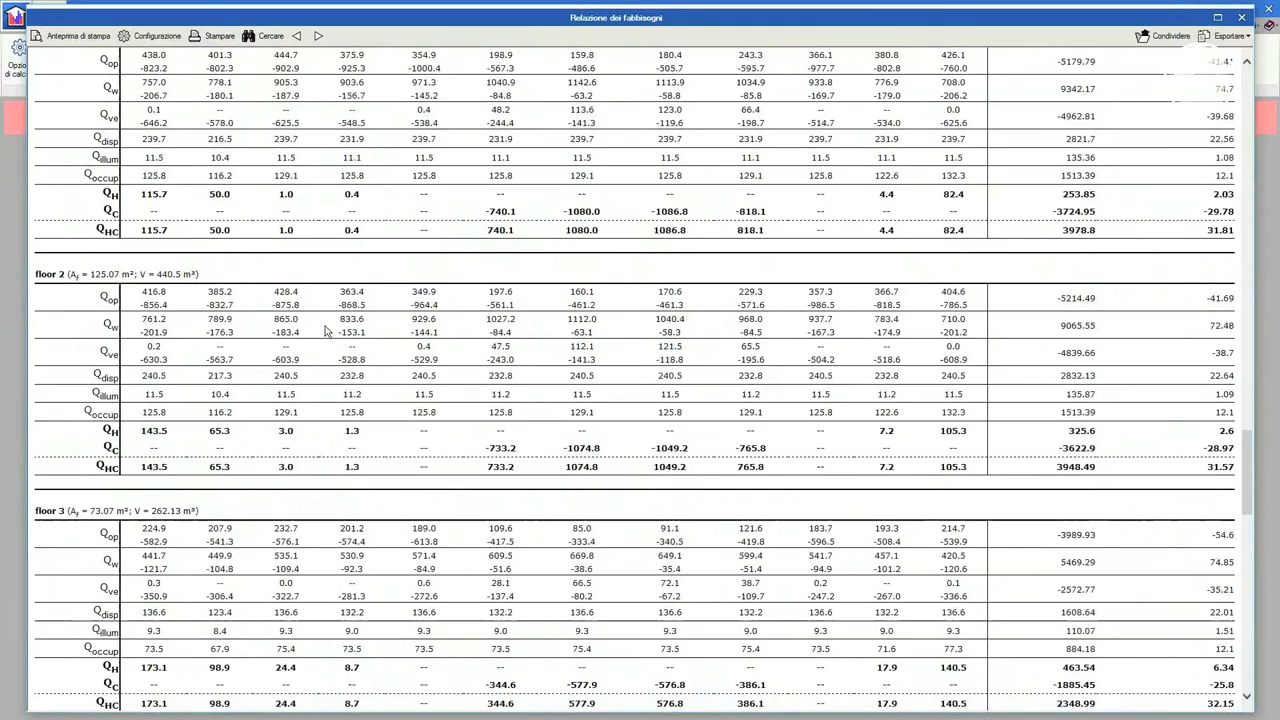 Relazione dei fabbisogni
Anteprima di stampa Configurazione Stampare Cercare Condividere Esportare
Opzio
di calc
Qop 438.0 401.3 444.7 375.9 354.9 198.9 159.8 180.4 243.3 366.1 380.8 426.1
-823.2 -802.3 -902.9 -925.3 -1000.4 -567.3 -486.6 -505.7 -595.7 -977.7 -802.8 -760.0 -5179.79
Qw 757.0 778.1 905.3 903.6 971.3 1040.9 1142.6 1113.9 1034.9 933.8 776.9 708.0
-206.7 -180.1 -187.9 -156.7 -145.2 -84.8 -63.2 -58.8 -85.8 -169.7 -179.0 -206.2 9342.17 74.7
Qve 0.1 -- -- -- 0.4 48.2 113.6 123.0 66.4 -- -- 0.0
-646.2 -578.0 -625.5 -548.5 -538.4 -244.4 -141.3 -119.6 -198.7 -514.7 -534.0 -625.6 -4962.81 -39.68
Qdisp 239.7 216.5 239.7 231.9 239.7 231.9 239.7 239.7 231.9 239.7 231.9 239.7 2821.7 22.56
Qillum 11.5 10.4 11.5 11.1 11.5 11.1 11.5 11.5 11.1 11.5 11.1 11.5 135.36 1.08
Qoccup 125.8 116.2 129.1 125.8 125.8 125.8 129.1 125.8 129.1 125.8 122.6 132.3 1513.39 12.1
QH 115.7 50.0 1.0 0.4 -- -- -- -- -- -- 4.4 82.4 253.85 2.03
QC -- -- -- -- -- -740.1 -1080.0 -1086.8 -818.1 -- -- -- -3724.95 -29.78
QHC 115.7 50.0 1.0 0.4 -- 740.1 1080.0 1086.8 818.1 -- 4.4 82.4 3978.8 31.81
floor 2 (Af = 125.07 m²; V = 440.5 m³)
Qop 416.8 385.2 428.4 363.4 349.9 197.6 160.1 170.6 229.3 357.3 366.7 404.6
-856.4 -832.7 -875.8 -868.5 -964.4 -561.1 -461.2 -461.3 -571.6 -986.5 -818.5 -786.5 -5214.49 -41.69
Qw 761.2 789.9 865.0 833.6 929.6 1027.2 1112.0 1040.4 968.0 937.7 783.4 710.0
-201.9 -176.3 -183.4 -153.1 -144.1 -84.4 -63.1 -58.3 -84.5 -167.3 -174.9 -201.2 9065.55 72.48
Qve 0.2 -- -- -- 0.4 47.5 112.1 121.5 65.5 -- -- 0.0
-630.3 -563.7 -603.9 -528.8 -529.9 -243.0 -141.3 -118.8 -195.6 -504.2 -518.6 -608.9 -4839.66 -38.7
Qdisp 240.5 217.3 240.5 232.8 240.5 232.8 240.5 240.5 232.8 240.5 232.8 240.5 2832.13 22.64
Qillum 11.5 10.4 11.5 11.2 11.5 11.2 11.5 11.5 11.2 11.5 11.2 11.5 135.87 1.09
Qoccup 125.8 116.2 129.1 125.8 125.8 125.8 129.1 125.8 129.1 125.8 122.6 132.3 1513.39 12.1
QH 143.5 65.3 3.0 1.3 -- -- -- -- -- -- 7.2 105.3 325.6 2.6
QC -- -- -- -- -- -733.2 -1074.8 -1049.2 -765.8 -- -- -- -3622.9 -28.97
QHC 143.5 65.3 3.0 1.3 -- 733.2 1074.8 1049.2 765.8 -- 7.2 105.3 3948.49 31.57
floor 3 (Af = 73.07 m²; V = 262.13 m³)
Qop 224.9 207.9 232.7 201.2 189.0 109.6 85.0 91.1 121.6 183.7 193.3 214.7
-582.9 -541.3 -576.1 -574.4 -613.8 -417.5 -333.4 -340.5 -419.8 -596.5 -508.4 -539.9 -3989.93 -54.6
Qw 441.7 449.9 535.1 530.9 571.4 609.5 669.8 649.1 599.4 541.7 457.1 420.5
-121.7 -104.8 -109.4 -92.3 -84.9 -51.6 -38.6 -35.4 -51.4 -94.9 -101.2 -120.6 5469.29 74.85
Qve 0.3 -- 0.0 -- 0.6 28.1 66.5 72.1 38.7 0.2 -- 0.1
-350.9 -306.4 -322.7 -281.3 -272.6 -137.4 -80.2 -67.2 -109.7 -247.2 -267.0 -336.6 -2572.77 -35.21
Qdisp 136.6 123.4 136.6 132.2 136.6 132.2 136.6 136.6 132.2 136.6 132.2 136.6 1608.64 22.01
Qillum 9.3 8.4 9.3 9.0 9.3 9.0 9.3 9.3 9.0 9.3 9.0 9.3 110.07 1.51
Qoccup 73.5 67.9 75.4 73.5 73.5 73.5 75.4 73.5 75.4 73.5 71.6 77.3 884.18 12.1
QH 173.1 98.9 24.4 8.7 -- -- -- -- -- -- 17.9 140.5 463.54 6.34
QC -- -- -- -- -- -344.6 -577.9 -576.8 -386.1 -- -- -- -1885.45 -25.8
QHC 173.1 98.9 24.4 8.7 -- 344.6 577.9 576.8 386.1 -- 17.9 140.5 2348.99 32.15